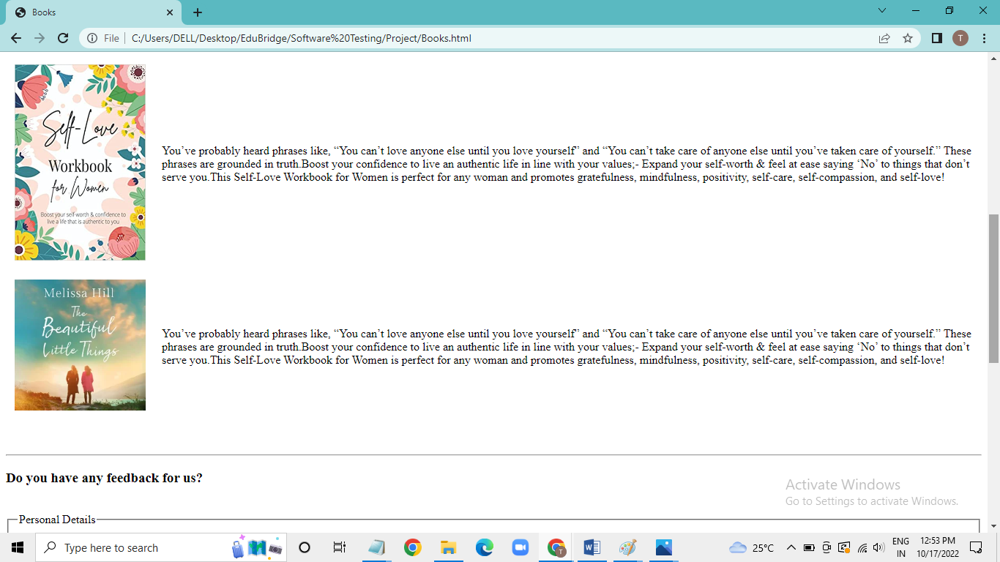 Books
File
C:/Users/DELL/Desktop/EduBridge/Software%20Testing/Project/Books.html
T
Self-Love
Workbook
for Women
Boost your self-worth & confidence to
live a life that is authentic to you
You’ve probably heard phrases like, “You can’t love anyone else until you love yourself” and “You can’t take care of anyone else until you’ve taken care of yourself.” These
phrases are grounded in truth.Boost your confidence to live an authentic life in line with your values;- Expand your self-worth & feel at ease saying ‘No’ to things that don’t
serve you.This Self-Love Workbook for Women is perfect for any woman and promotes gratefulness, mindfulness, positivity, self-care, self-compassion, and self-love!
Melissa Hill
The
Beautiful
Little Things
You’ve probably heard phrases like, “You can’t love anyone else until you love yourself” and “You can’t take care of anyone else until you’ve taken care of yourself.” These
phrases are grounded in truth.Boost your confidence to live an authentic life in line with your values;- Expand your self-worth & feel at ease saying ‘No’ to things that don’t
serve you.This Self-Love Workbook for Women is perfect for any woman and promotes gratefulness, mindfulness, positivity, self-care, self-compassion, and self-love!
Do you have any feedback for us?
Activate Windows
Go to Settings to activate Windows.
Personal Details
Type here to search
T
W
25°C
ENG
IN
12:53 PM
10/17/2022